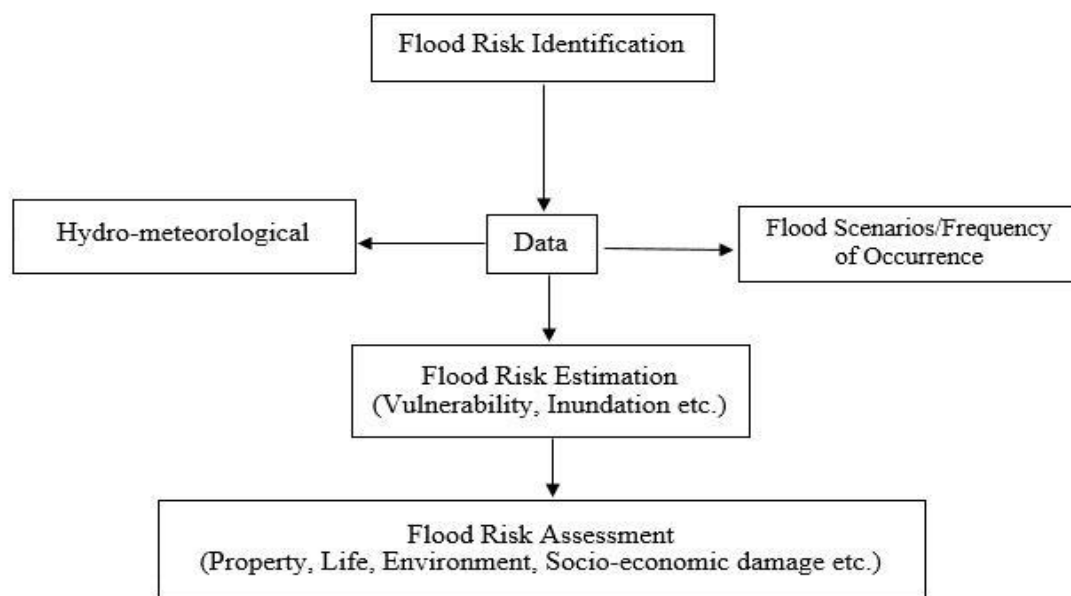 Flood Risk Identification
Hydro-meteorological
Data
Flood Scenarios/Frequency
of Occurrence
Flood Risk Estimation
(Vulnerability, Inundation etc.)
Flood Risk Assessment
(Property, Life, Environment, Socio-economic damage etc.)